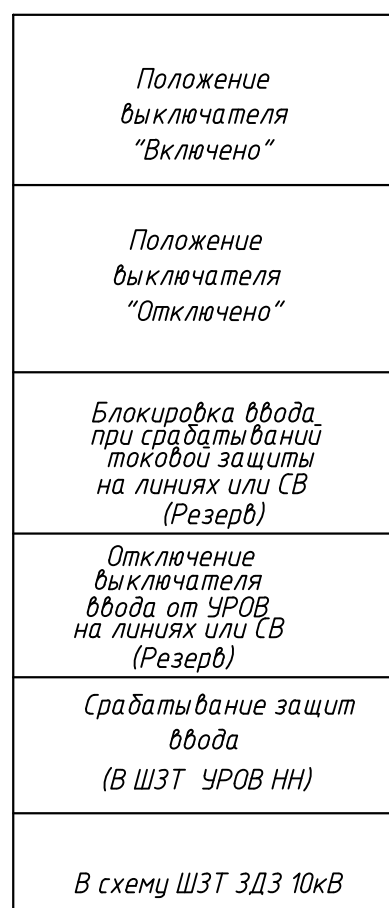 Положение
выключателя
"Включено"
Положение
выключателя
"Отключено"
Блокировка ввода
при срабатываний
токовой защиты
на линиях или СВ
(Резерв)
Отключение
выключателя
ввода от УРОВ
на линиях или СВ
(Резерв)
Срабатывание защит
ввода
(В ШЗТ УРОВ НН)
В схему ШЗТ ЗДЗ 10кВ